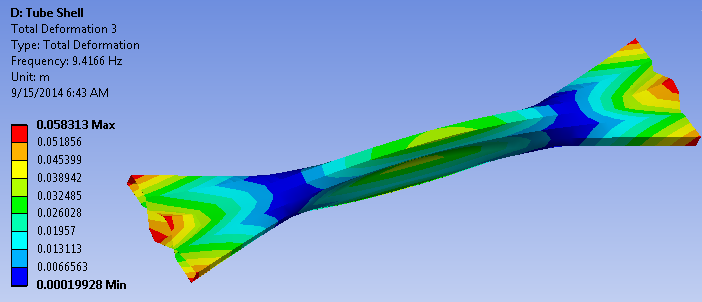 D: Tube Shell
Total Deformation 3
Type: Total Deformation
Frequency: 9.4166 Hz
Unit: m
9/15/2014 6:43 AM
0.058313 Max
0.051856
0.045399
0.038942
0.032485
0.026028
0.01957
0.013113
0.0066563
0.00019928 Min